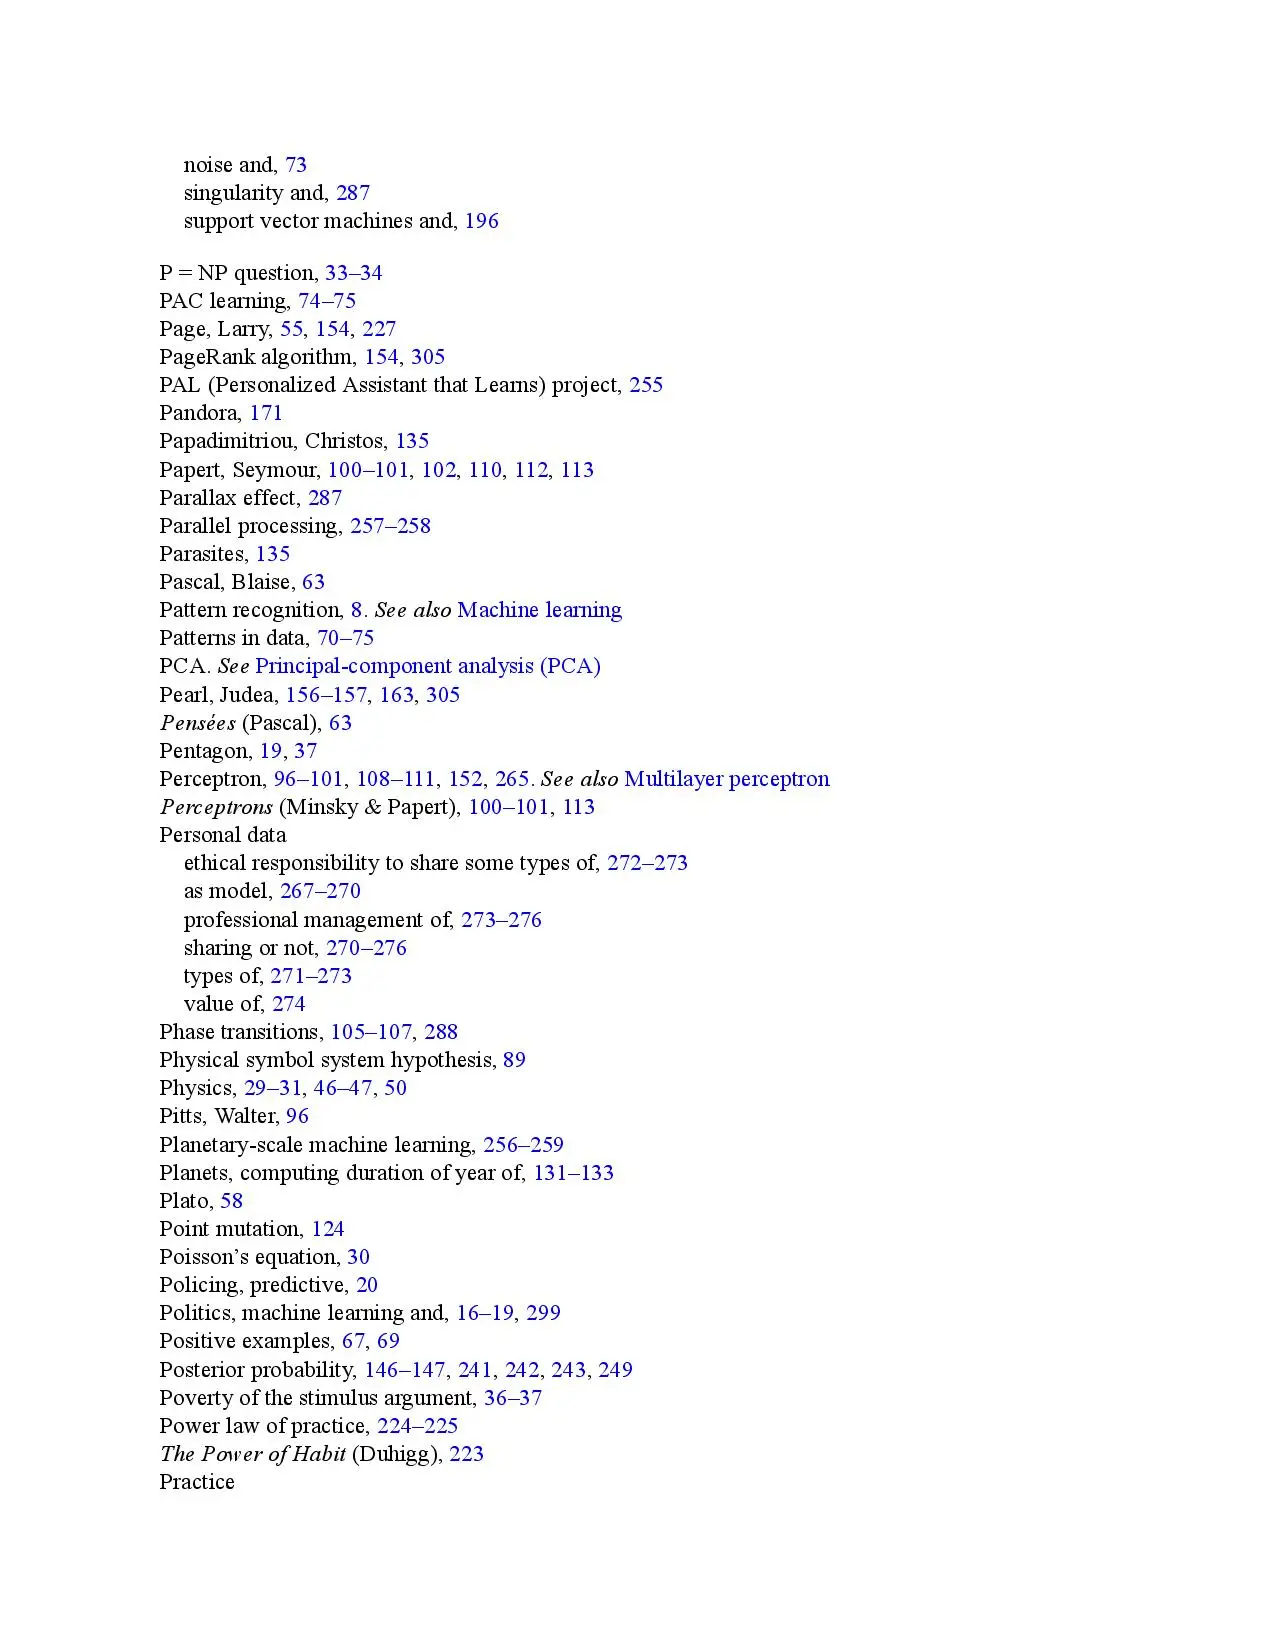 noise and, 73
singularity and, 287
support vector machines and, 196
P = NP question, 33–34
PAC learning, 74–75
Page, Larry, 55, 154, 227
PageRank algorithm, 154, 305
PAL (Personalized Assistant that Learns) project, 255
Pandora, 171
Papadimitriou, Christos, 135
Papert, Seymour, 100–101, 102, 110, 112, 113
Parallax effect, 287
Parallel processing, 257–258
Parasites, 135
Pascal, Blaise, 63
Pattern recognition, 8. See also Machine learning
Patterns in data, 70–75
PCA. See Principal-component analysis (PCA)
Pearl, Judea, 156–157, 163, 305
Pensées (Pascal), 63
Pentagon, 19, 37
Perceptron, 96–101, 108–111, 152, 265. See also Multilayer perceptron
Perceptrons (Minsky & Papert), 100–101, 113
Personal data
ethical responsibility to share some types of, 272–273
as model, 267–270
professional management of, 273–276
sharing or not, 270–276
types of, 271–273
value of, 274
Phase transitions, 105–107, 288
Physical symbol system hypothesis, 89
Physics, 29–31, 46–47, 50
Pitts, Walter, 96
Planetary-scale machine learning, 256–259
Planets, computing duration of year of, 131–133
Plato, 58
Point mutation, 124
Poisson’s equation, 30
Policing, predictive, 20
Politics, machine learning and, 16–19, 299
Positive examples, 67, 69
Posterior probability, 146–147, 241, 242, 243, 249
Poverty of the stimulus argument, 36–37
Power law of practice, 224–225
The Power of Habit (Duhigg), 223
Practice